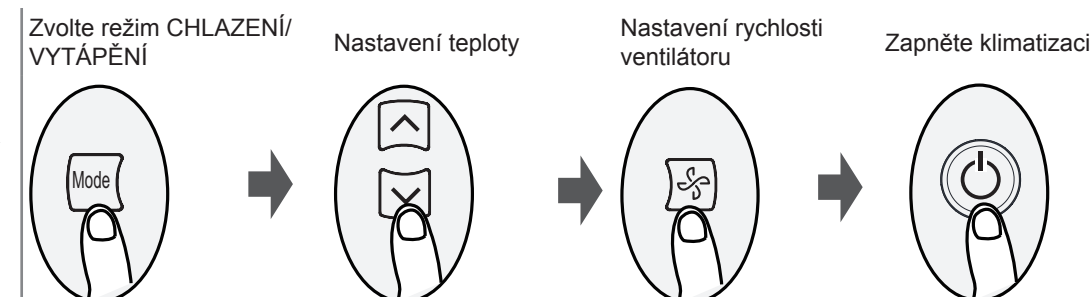 Zvolte režim CHLAZENÍ/
VYTÁPĚNÍ
Nastavení teploty
Nastavení rychlosti
ventilátoru
Zapněte klimatizaci
Mode